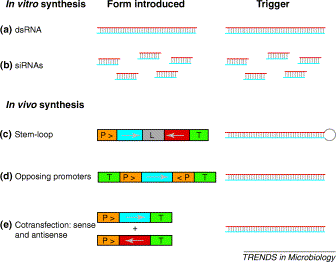 In vitro synthesis Form introduced Trigger
(a) dsRNA
(b) siRNAs
In vivo synthesis
(c) Stem-loop P > L T
(d) Opposing promoters T P > < P T
(e) Cotransfection: sense and antisense P > T
+
P > T
TRENDS in Microbiology